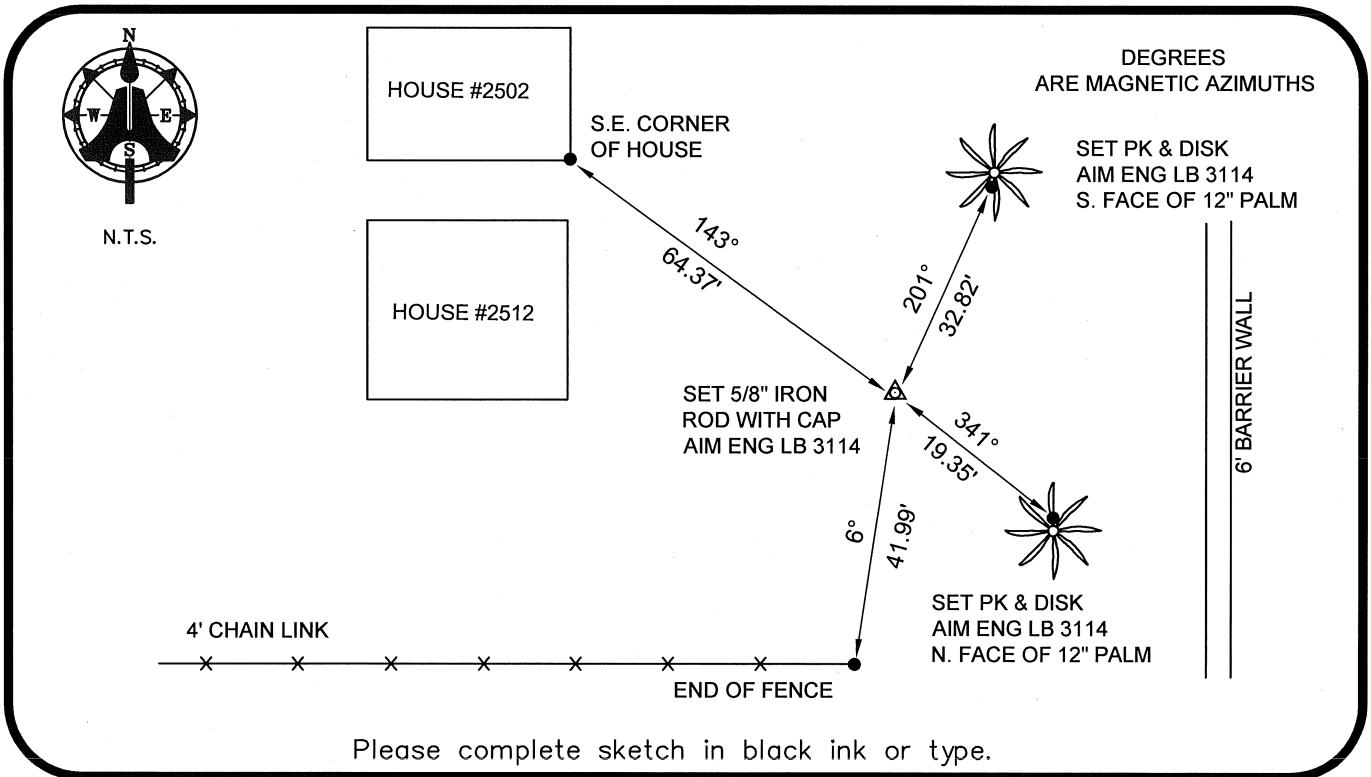 N
W
E
S
N.T.S.
HOUSE #2502
S.E. CORNER
OF HOUSE
DEGREES
ARE MAGNETIC AZIMUTHS
SET PK & DISK
AIM ENG LB 3114
S. FACE OF 12" PALM
143°
64.37'
201°
32.82'
HOUSE #2512
6' BARRIER WALL
SET 5/8" IRON
ROD WITH CAP
AIM ENG LB 3114
341°
19.35'
6°
41.99'
SET PK & DISK
AIM ENG LB 3114
N. FACE OF 12" PALM
4' CHAIN LINK
END OF FENCE
Please complete sketch in black ink or type.